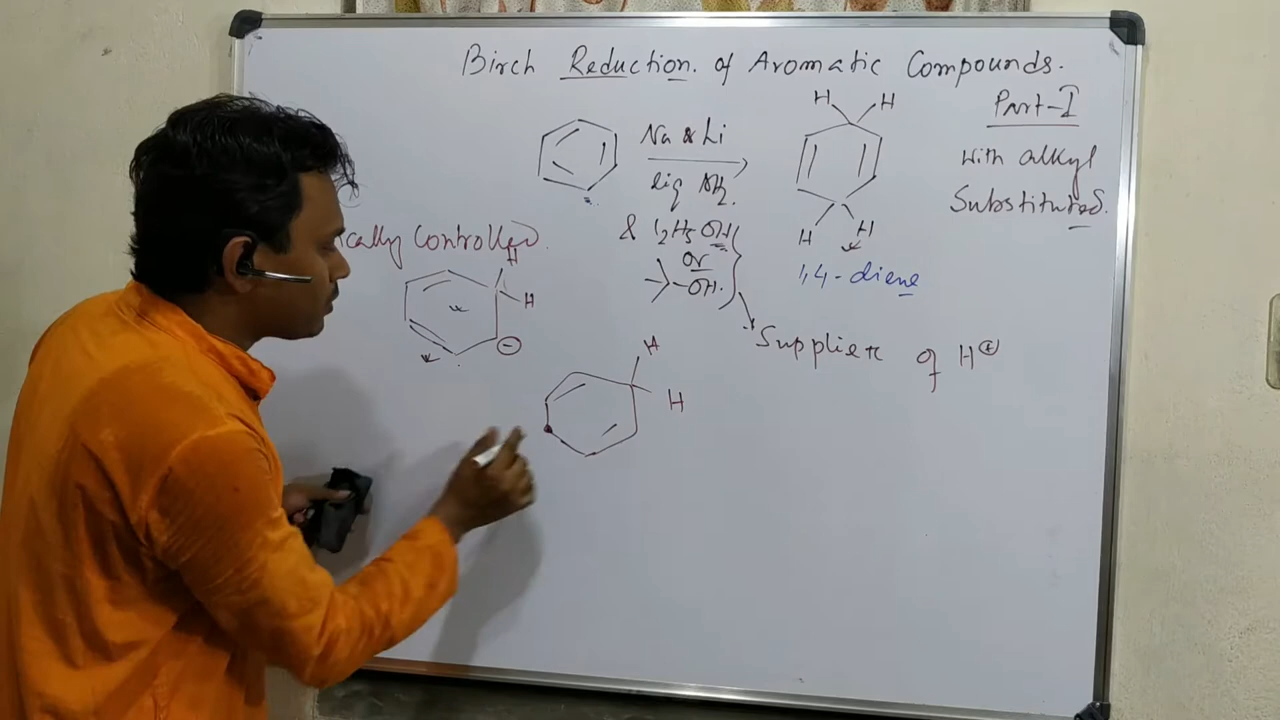 Birch Reduction of Aromatic Compounds.
Part-I
With alkyl
Substituted.
Na & Li
liq NH3.
& C2H5OH
or
-OH.
H H
H H
1,4-diene
Supplier of H⊕
ically Controlled.
H
H
⊖
H
H